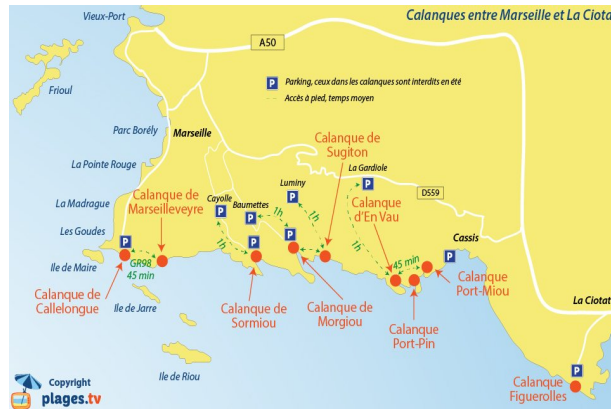 Vieux-Port
Calanques entre Marseille et La Ciotat
A50
P Parking, ceux dans les calanques sont interdits en été
Accès à pied, temps moyen
Frioul
Parc Borély
Marseille
Calanque de
Sugiton
La Pointe Rouge
La Gardiole
P
Calanque de
Marseilleveyre
Luminy
P
La Madrague
Cayolle
P
Baumettes
P
D559
Calanque
d'En Vau
1h
1h
1h
1h
Les Goudes
P
P
P
Cassis
P
Ile de Maire
GR98
45 min
45 min
Calanque de
Callelongue
Ile de Jarre
Calanque de
Sormiou
Calanque de
Morgiou
Calanque
Port-Pin
Calanque
Port-Miou
La Ciotat
Ile de Riou
P
Calanque
Figuerolles
Copyright
plages.tv